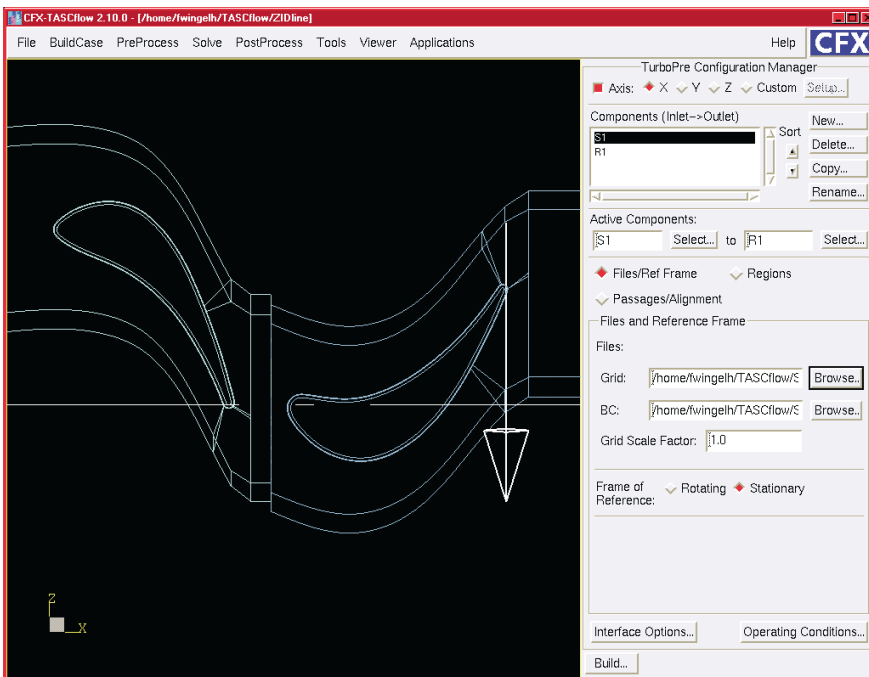 CFX-TASCflow 2.10.0 - [/home/fwingelh/TASCflow/ZIDline]
File BuildCase PreProcess Solve PostProcess Tools Viewer Applications Help CFX
TurboPre Configuration Manager
Axis: X Y Z Custom Setup...
Components (Inlet->Outlet)
S1
R1
Sort
New...
Delete...
Copy...
Rename...
Active Components:
S1 Select... to R1 Select...
Files/Ref Frame Regions
Passages/Alignment
Files and Reference Frame
Files:
Grid: /home/fwingelh/TASCflow/S Browse..
BC: /home/fwingelh/TASCflow/S Browse..
Grid Scale Factor: 1.0
Frame of
Reference: Rotating Stationary
Interface Options... Operating Conditions...
Build...
Z
X